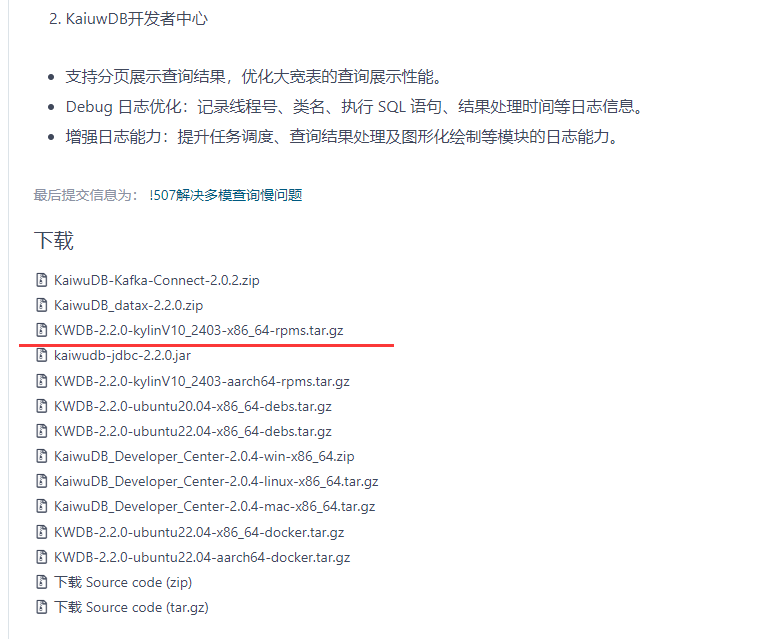 2. KaiuwDB开发者中心
• 支持分页展示查询结果，优化大宽表的查询展示性能。
• Debug 日志优化：记录线程号、类名、执行 SQL 语句、结果处理时间等日志信息。
• 增强日志能力：提升任务调度、查询结果处理及图形化绘制等模块的日志能力。
最后提交信息为： !507解决多模查询慢问题
下载
KaiwuDB-Kafka-Connect-2.0.2.zip
KaiwuDB_datax-2.2.0.zip
KWDB-2.2.0-kylinV10_2403-x86_64-rpms.tar.gz
kaiwudb-jdbc-2.2.0.jar
KWDB-2.2.0-kylinV10_2403-aarch64-rpms.tar.gz
KWDB-2.2.0-ubuntu20.04-x86_64-debs.tar.gz
KWDB-2.2.0-ubuntu22.04-x86_64-debs.tar.gz
KaiwuDB_Developer_Center-2.0.4-win-x86_64.zip
KaiwuDB_Developer_Center-2.0.4-linux-x86_64.tar.gz
KaiwuDB_Developer_Center-2.0.4-mac-x86_64.tar.gz
KWDB-2.2.0-ubuntu22.04-x86_64-docker.tar.gz
KWDB-2.2.0-ubuntu22.04-aarch64-docker.tar.gz
下载 Source code (zip)
下载 Source code (tar.gz)